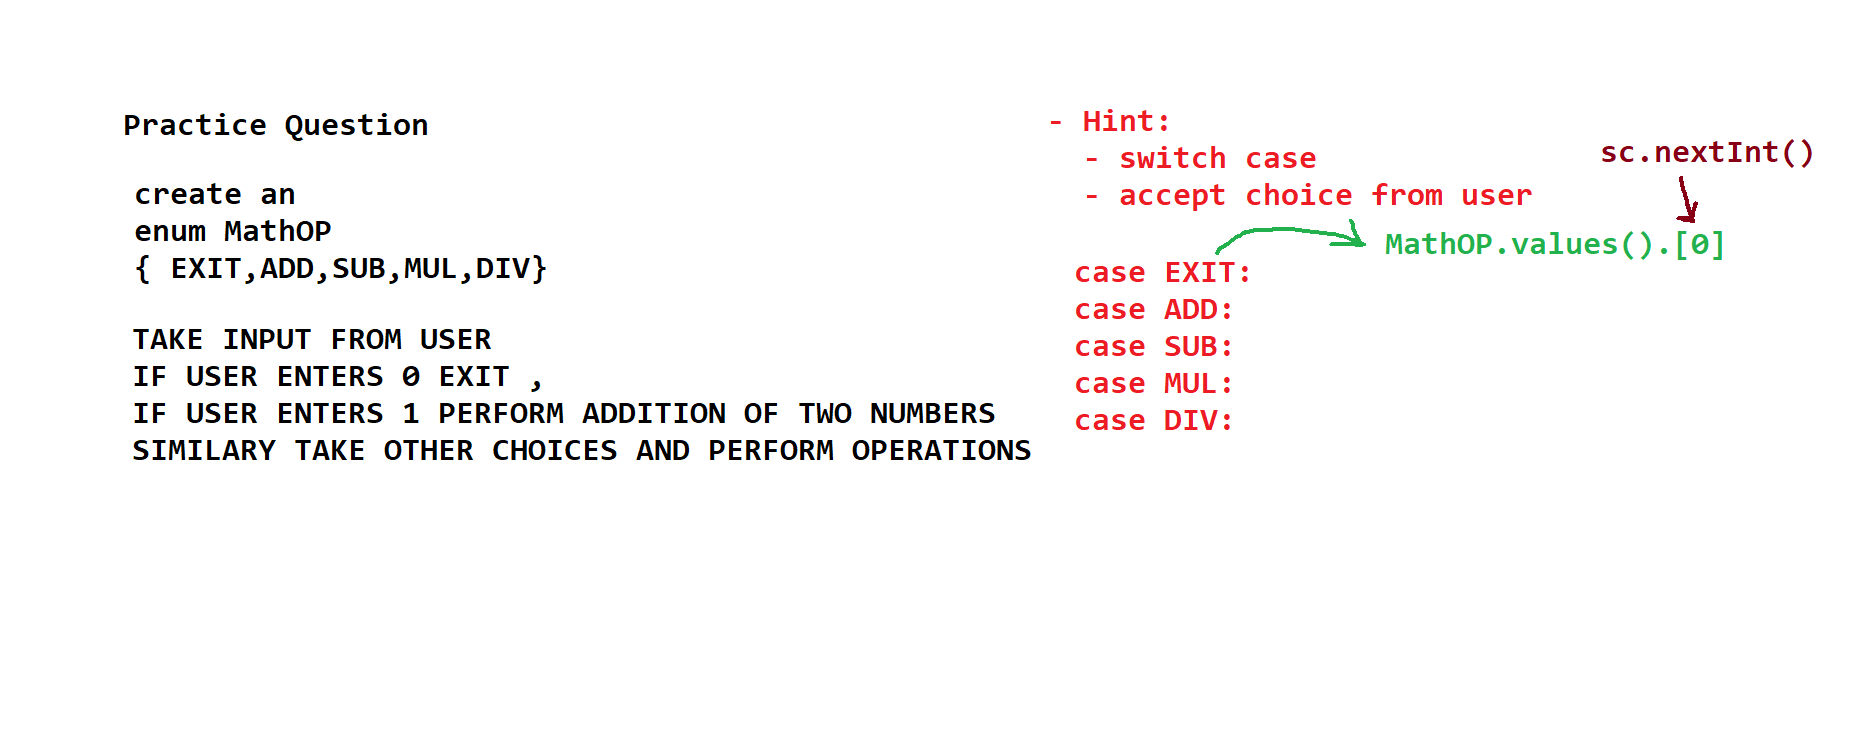 Practice Question
create an
enum MathOP
{ EXIT,ADD,SUB,MUL,DIV}
TAKE INPUT FROM USER
IF USER ENTERS 0 EXIT ,
IF USER ENTERS 1 PERFORM ADDITION OF TWO NUMBERS
SIMILARY TAKE OTHER CHOICES AND PERFORM OPERATIONS
- Hint:
- switch case
- accept choice from user
sc.nextInt()
MathOP.values().[0]
case EXIT:
case ADD:
case SUB:
case MUL:
case DIV: